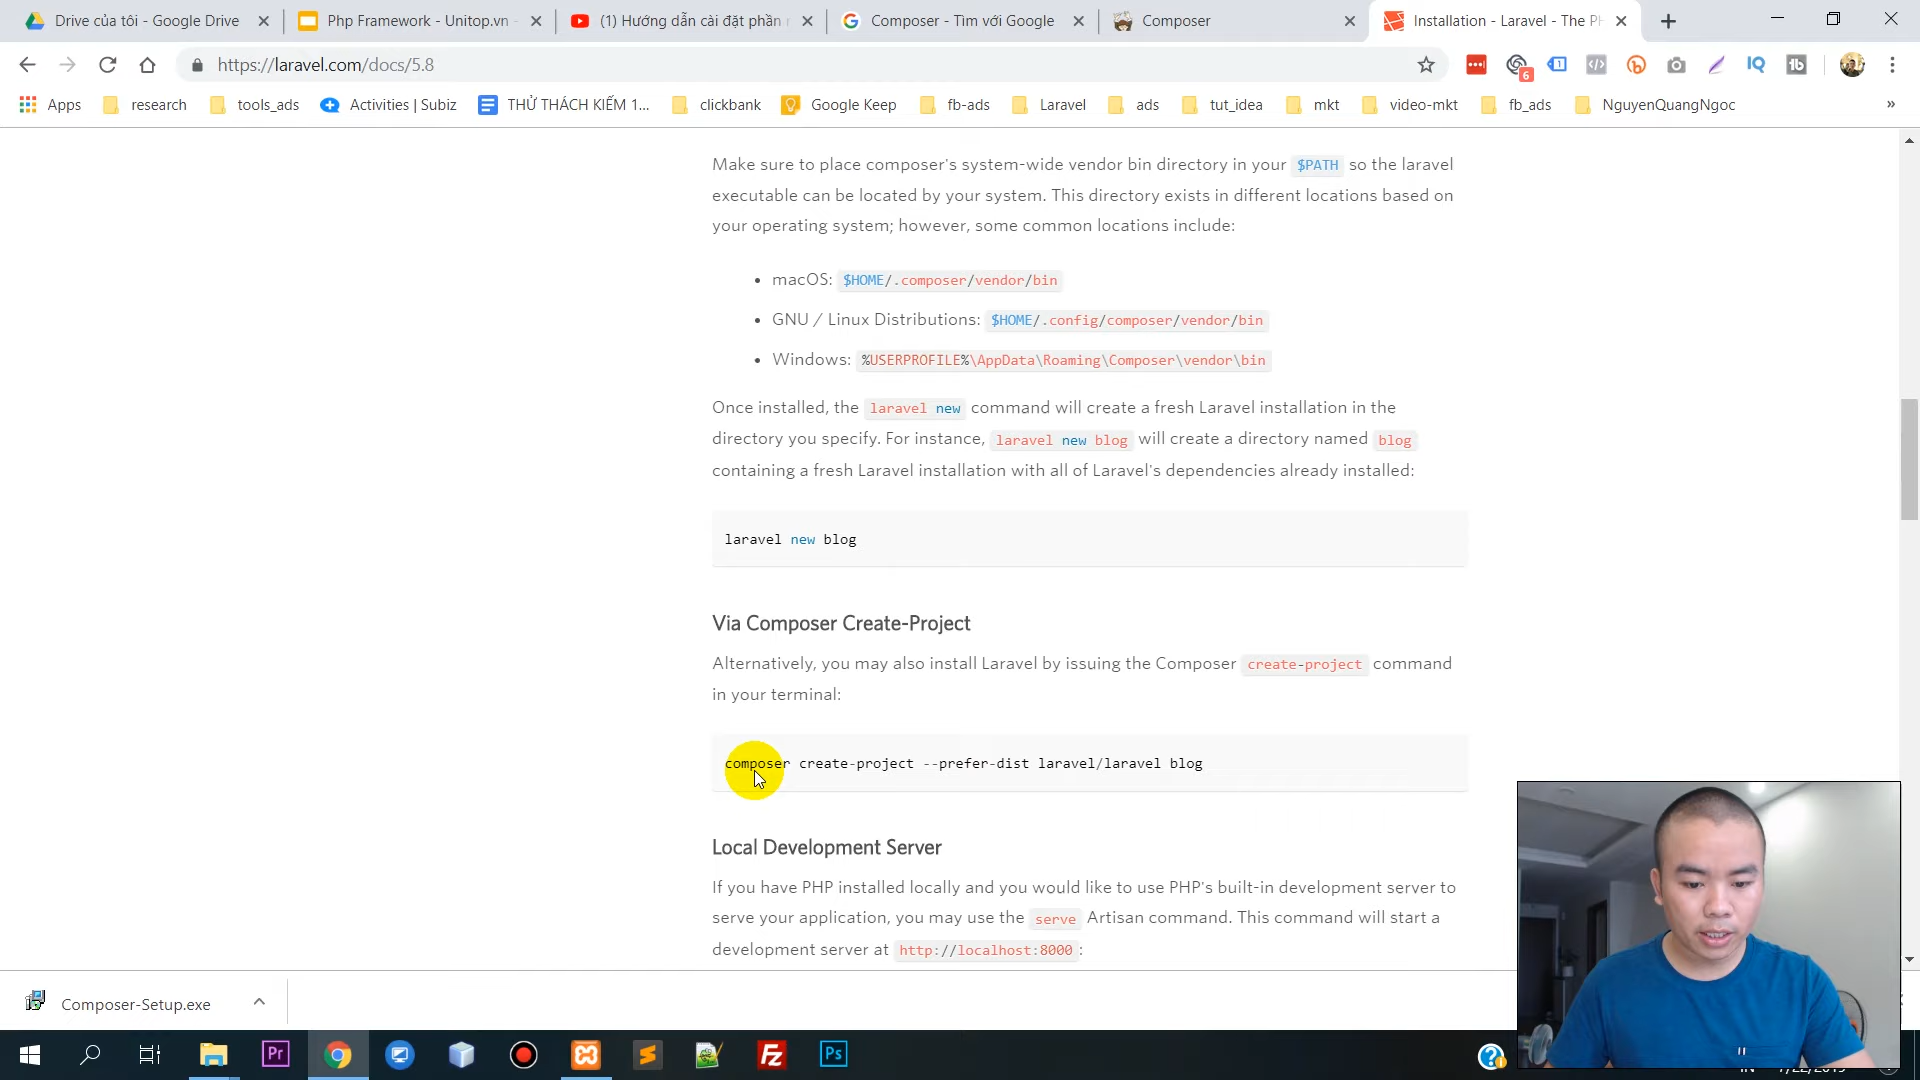 Drive của tôi - Google Drive
Php Framework - Unitop.vn -
(1) Hướng dẫn cài đặt phần
Composer - Tìm với Google
Composer
Installation - Laravel - The PH
https://laravel.com/docs/5.8
6
1
IQ
Apps
research
tools_ads
Activities | Subiz
THỬ THÁCH KIẾM 1...
clickbank
Google Keep
fb-ads
Laravel
ads
tut_idea
mkt
video-mkt
fb_ads
NguyenQuangNgoc
»
Make sure to place composer's system-wide vendor bin directory in your $PATH so the laravel
executable can be located by your system. This directory exists in different locations based on
your operating system; however, some common locations include:
• macOS: $HOME/.composer/vendor/bin
• GNU / Linux Distributions: $HOME/.config/composer/vendor/bin
• Windows: %USERPROFILE%\AppData\Roaming\Composer\vendor\bin
Once installed, the laravel new command will create a fresh Laravel installation in the
directory you specify. For instance, laravel new blog will create a directory named blog
containing a fresh Laravel installation with all of Laravel's dependencies already installed:
laravel new blog
Via Composer Create-Project
Alternatively, you may also install Laravel by issuing the Composer create-project command
in your terminal:
composer create-project --prefer-dist laravel/laravel blog
Local Development Server
If you have PHP installed locally and you would like to use PHP's built-in development server to
serve your application, you may use the serve Artisan command. This command will start a
development server at http://localhost:8000 :
Composer-Setup.exe
Pr
Fz
Ps